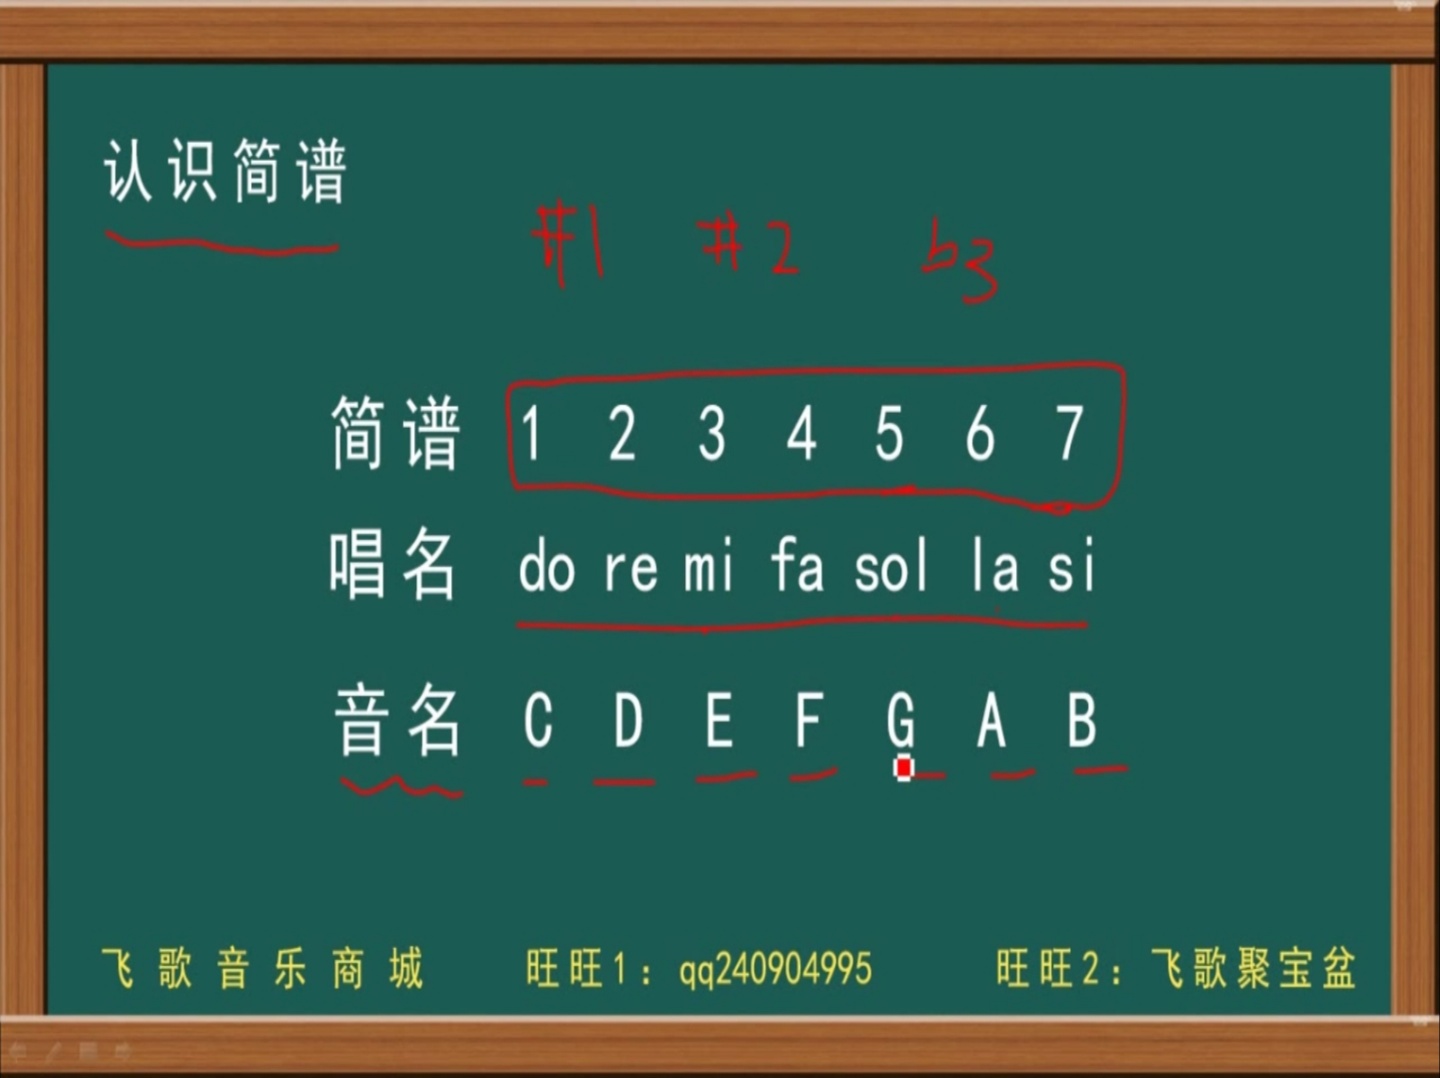 认识简谱
#1 #2 b3
简谱 1 2 3 4 5 6 7
唱名 do re mi fa sol la si
音名 C D E F G A B
飞歌音乐商城 旺旺1：qq240904995 旺旺2：飞歌聚宝盆